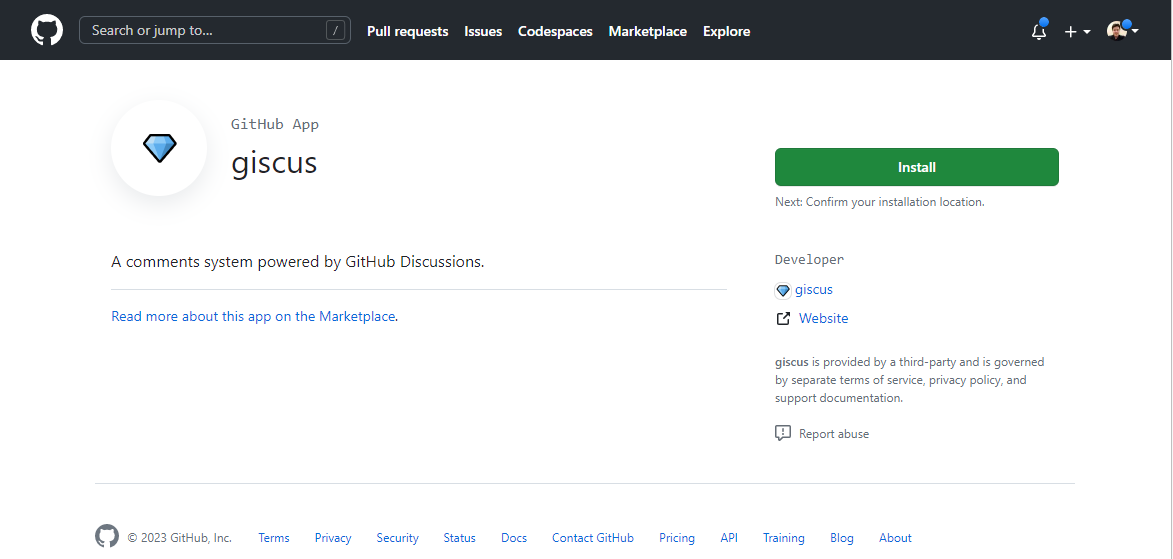 Search or jump to... /
Pull requests Issues Codespaces Marketplace Explore
GitHub App
giscus
Install
Next: Confirm your installation location.
A comments system powered by GitHub Discussions.
Read more about this app on the Marketplace.
Developer
giscus
Website
giscus is provided by a third-party and is governed
by separate terms of service, privacy policy, and
support documentation.
Report abuse
© 2023 GitHub, Inc. Terms Privacy Security Status Docs Contact GitHub Pricing API Training Blog About